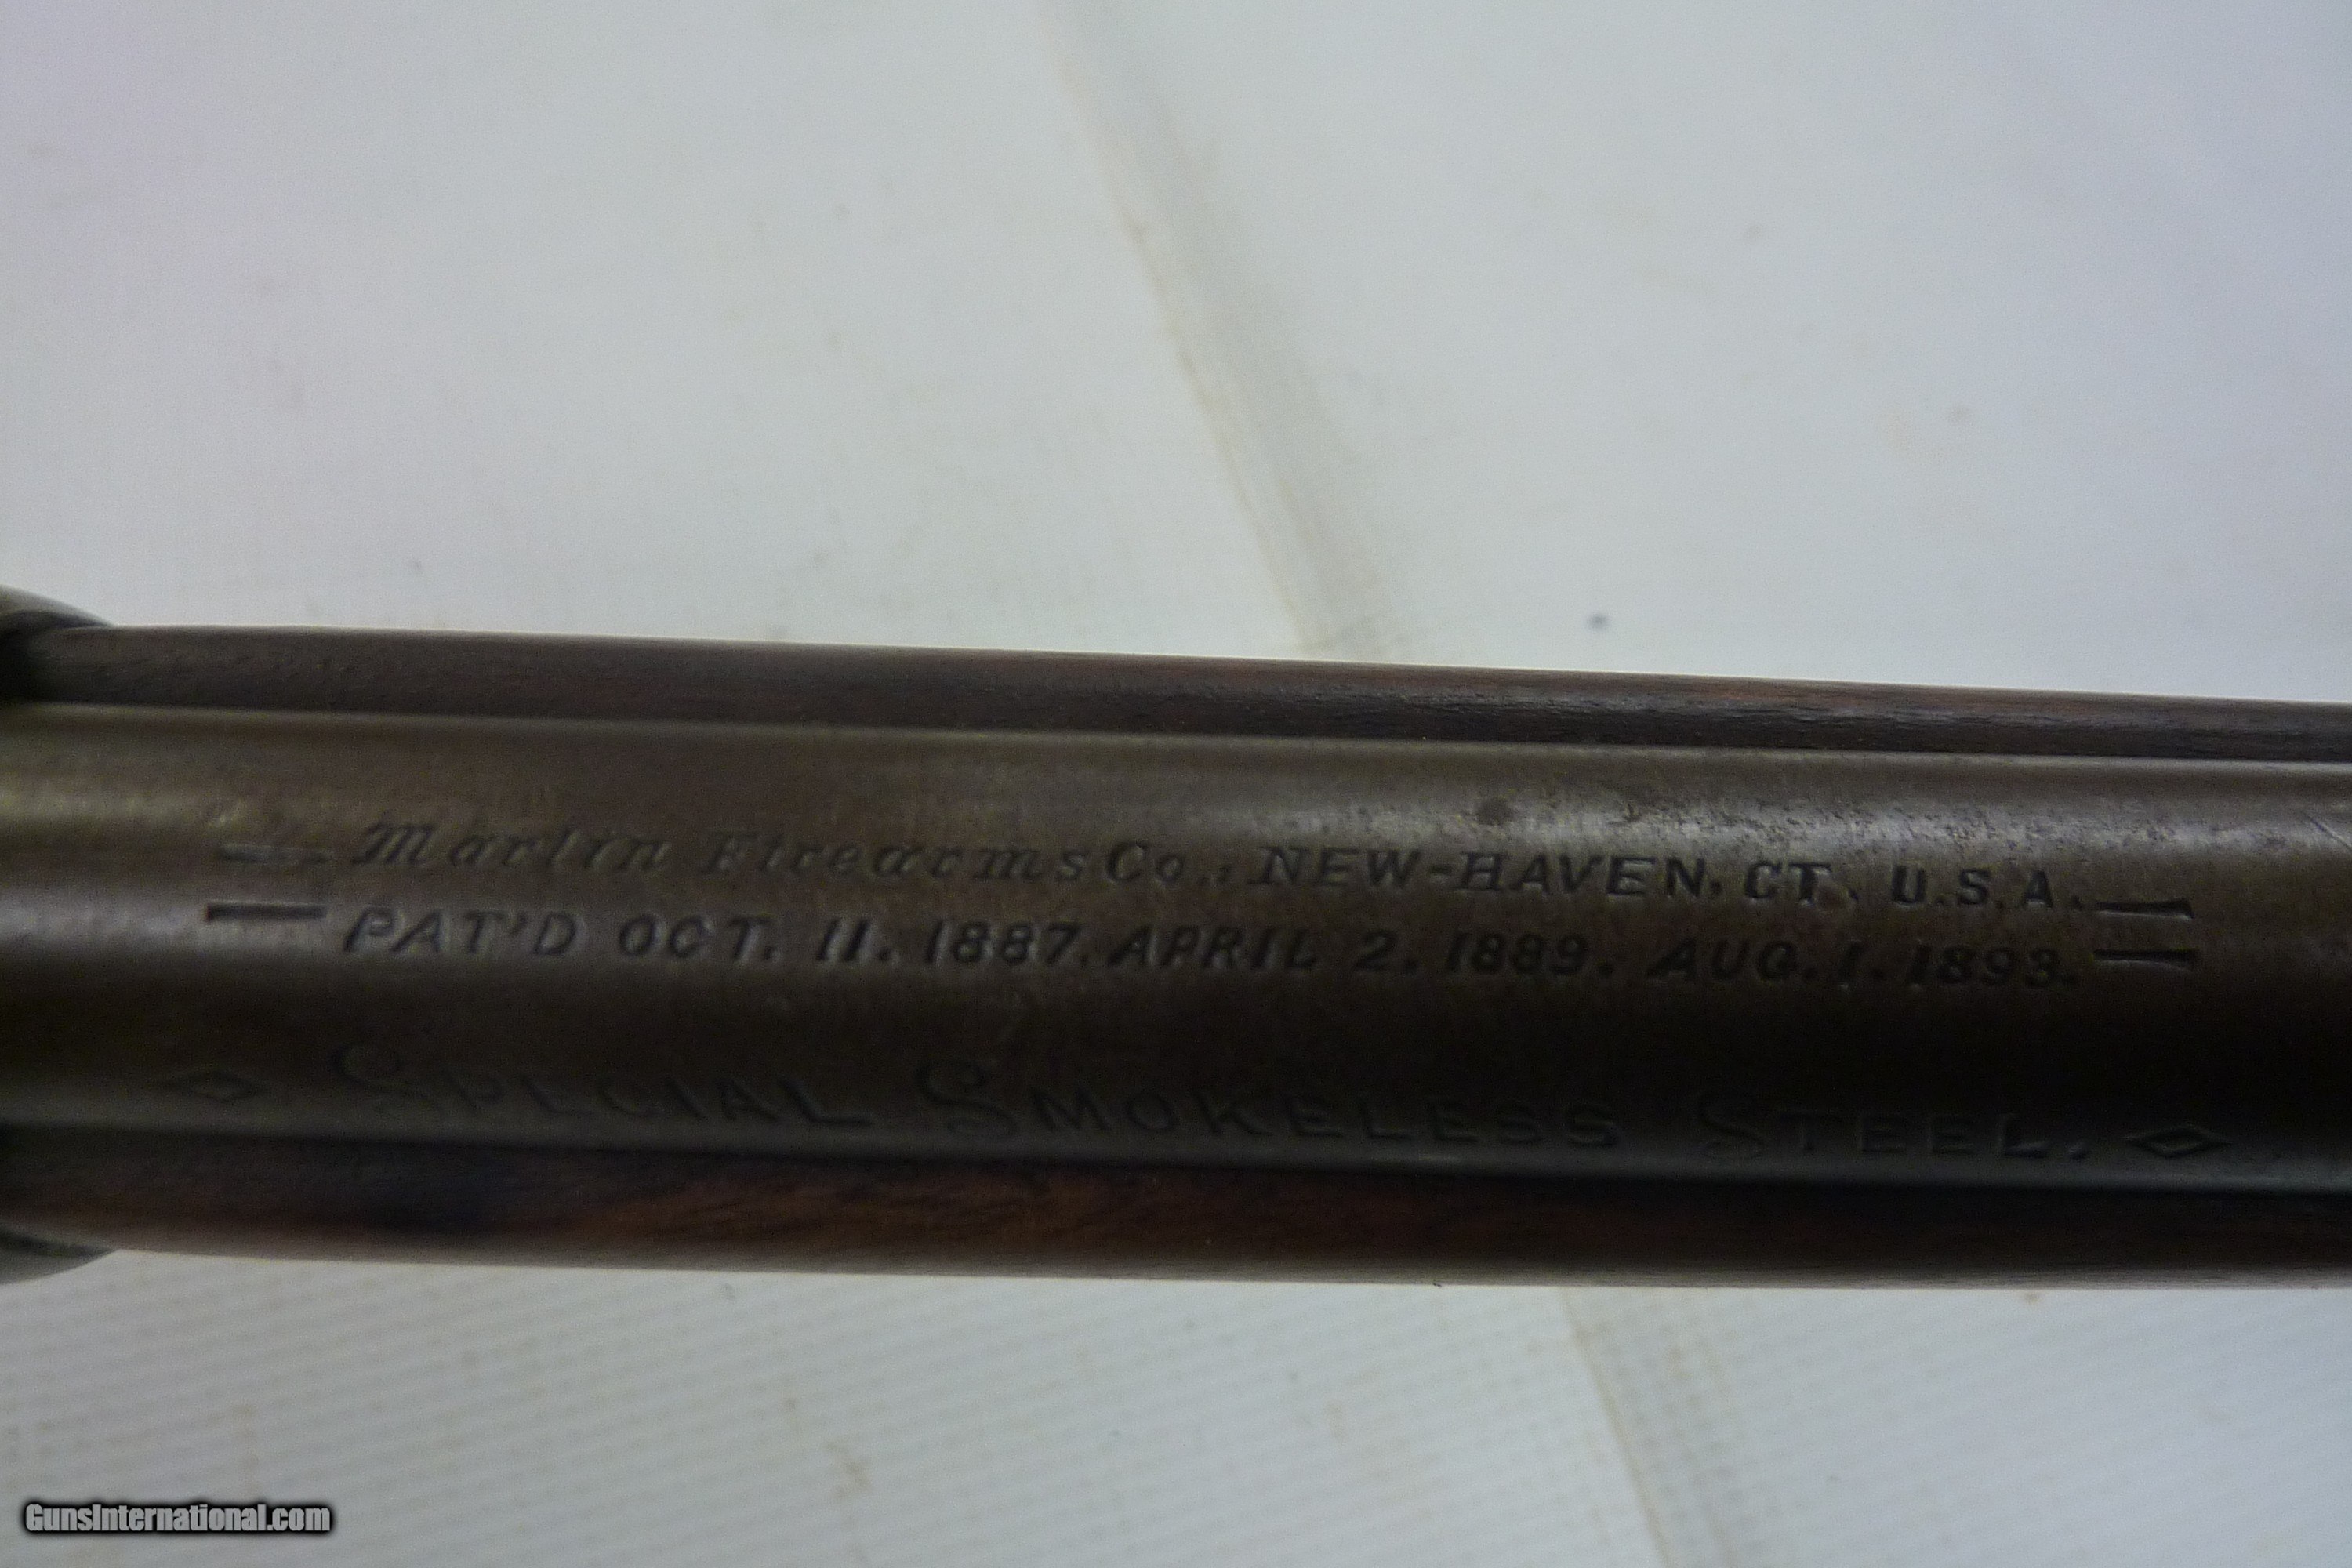 Marlin Firearms Co., NEW-HAVEN, CT. U.S.A.
PAT'D OCT. 11. 1887. APRIL 2. 1889. AUG. 1. 1893.
SPECIAL SMOKELESS STEEL.
GunsInternational.com